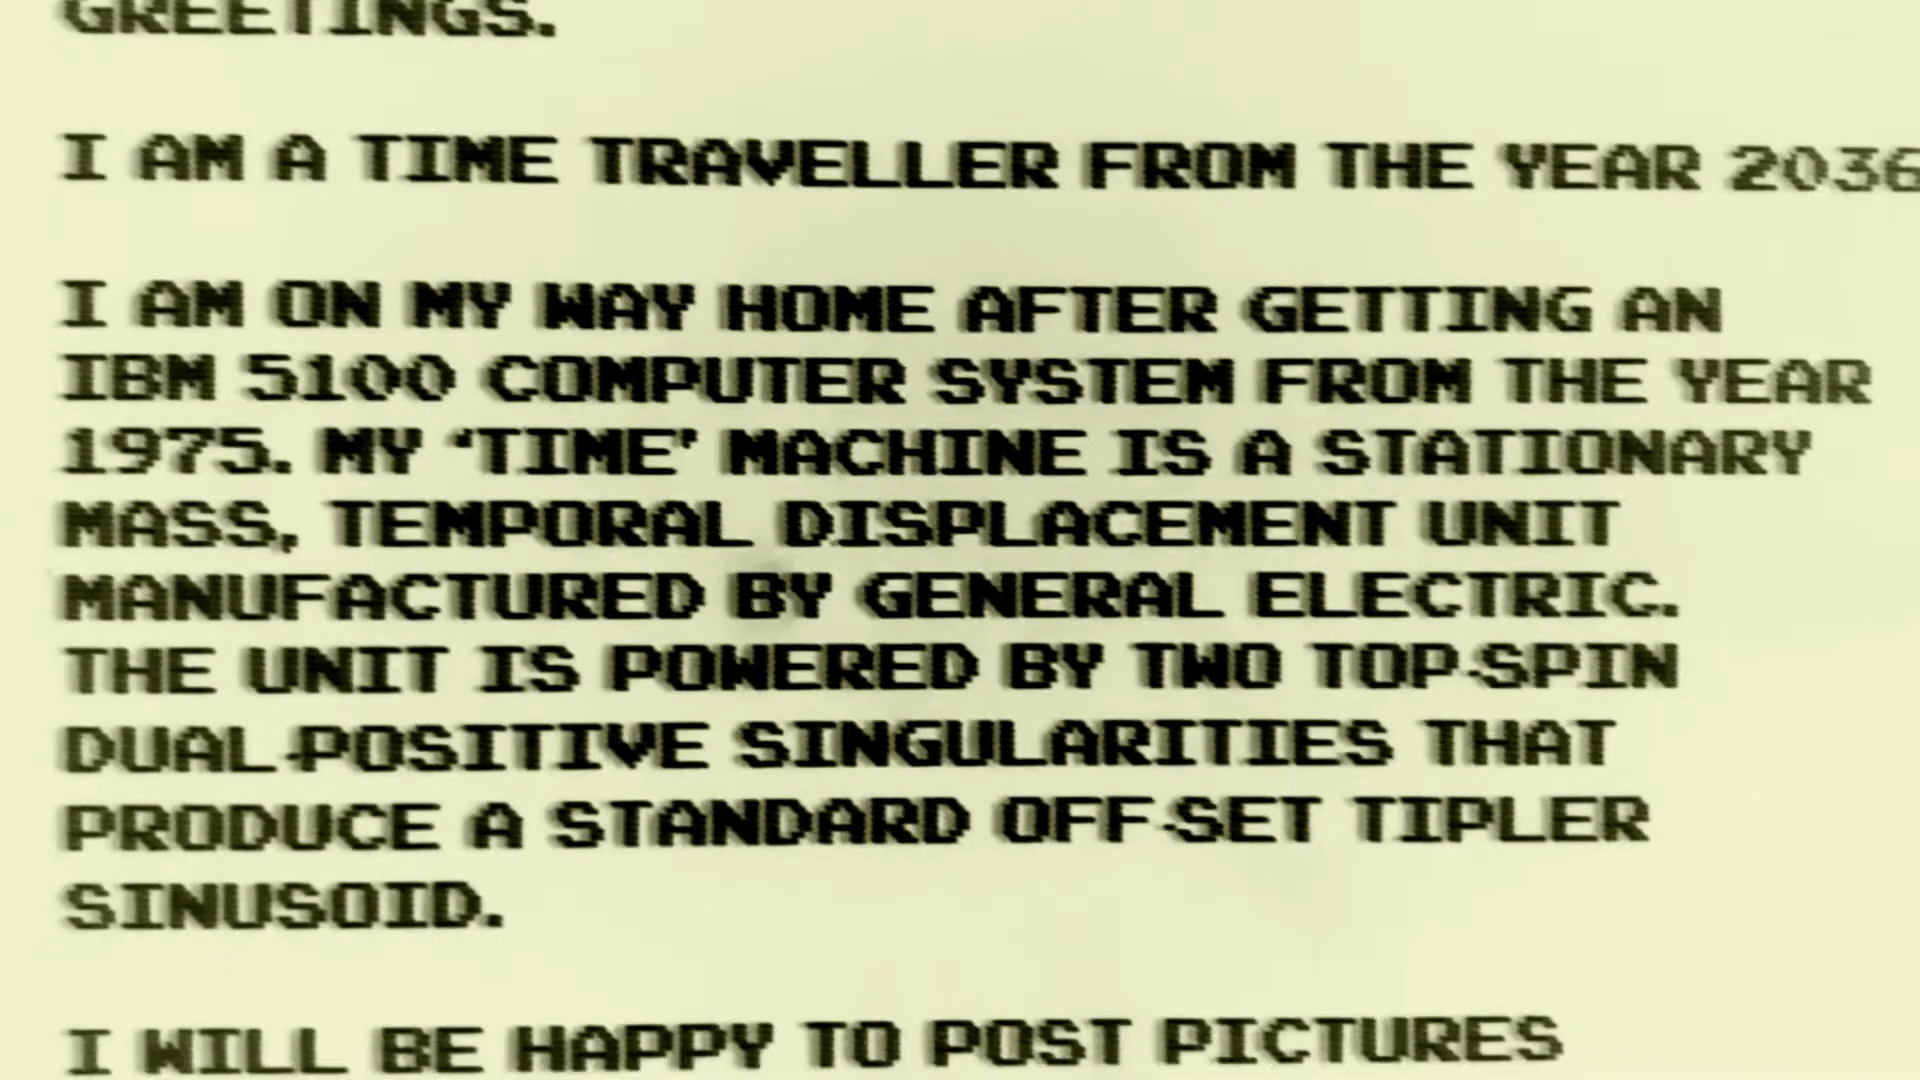 GREETINGS.
I AM A TIME TRAVELLER FROM THE YEAR 2036
I AM ON MY WAY HOME AFTER GETTING AN
IBM 5100 COMPUTER SYSTEM FROM THE YEAR
1975. MY ‘TIME’ MACHINE IS A STATIONARY
MASS, TEMPORAL DISPLACEMENT UNIT
MANUFACTURED BY GENERAL ELECTRIC.
THE UNIT IS POWERED BY TWO TOP-SPIN
DUAL-POSITIVE SINGULARITIES THAT
PRODUCE A STANDARD OFF-SET TIPLER
SINUSOID.
I WILL BE HAPPY TO POST PICTURES